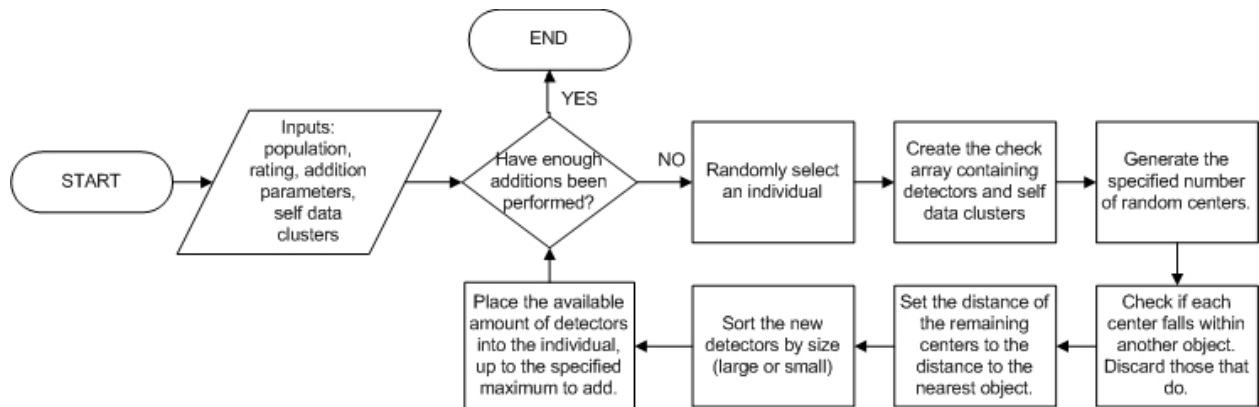 END
YES
START
Inputs:
population,
rating, addition
parameters,
self data
clusters
Have enough
additions been
performed?
NO
Randomly select
an individual
Create the check
array containing
detectors and self
data clusters
Generate the
specified number
of random centers.
Check if each
center falls within
another object.
Discard those that
do.
Set the distance of
the remaining
centers to the
distance to the
nearest object.
Sort the new
detectors by size
(large or small)
Place the available
amount of detectors
into the individual,
up to the specified
maximum to add.